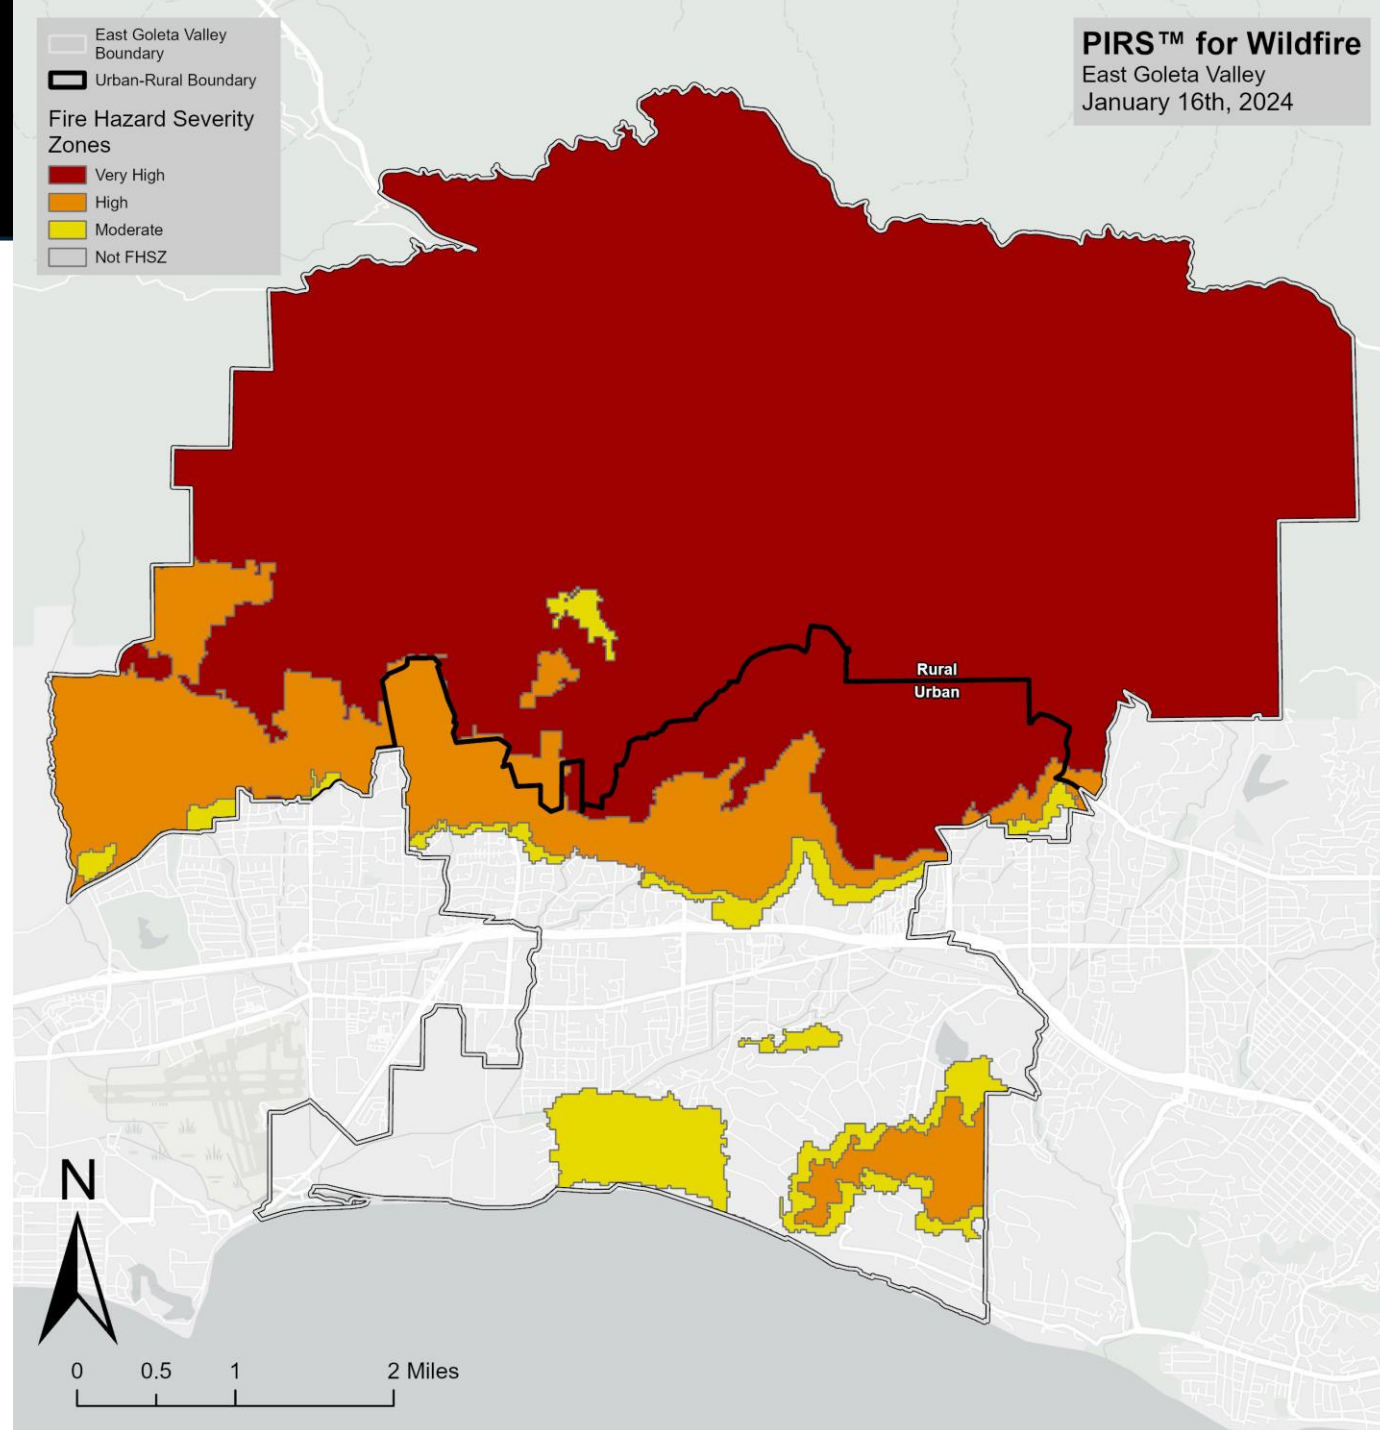 East Goleta Valley
Boundary
Urban-Rural Boundary
Fire Hazard Severity
Zones
Very High
High
Moderate
Not FHSZ
PIRS™ for Wildfire
East Goleta Valley
January 16th, 2024
Rural
Urban
N
0 0.5 1 2 Miles